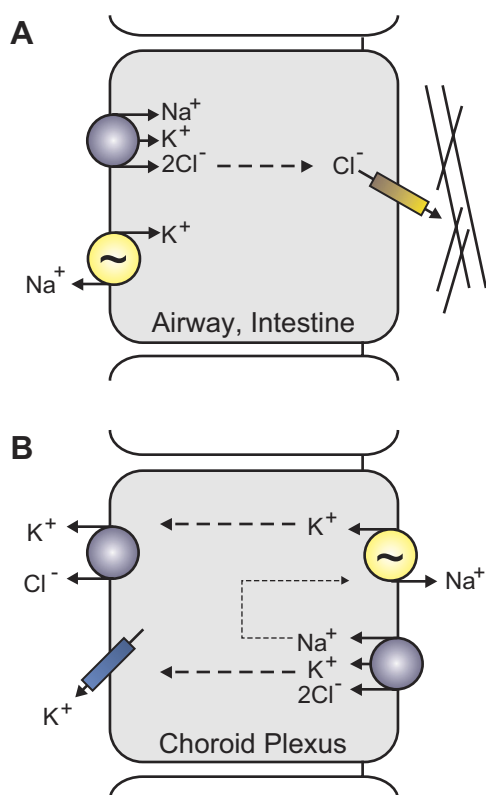 A
Na⁺
K⁺
2Cl⁻
Cl⁻
K⁺
~
Na⁺
Airway, Intestine
B
K⁺
K⁺
~
Cl⁻
Na⁺
Na⁺
K⁺
2Cl⁻
K⁺
Choroid Plexus